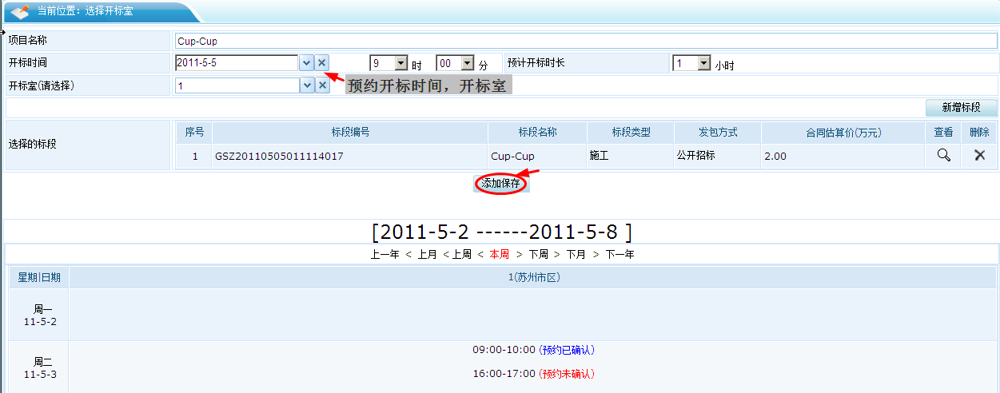 当前位置：选择开标室
项目名称 Cup-Cup
开标时间 2011-5-5 9 时 00 分 预计开标时长 1 小时
开标室(请选择) 1
预约开标时间，开标室
新增标段
选择的标段
序号 标段编号 标段名称 标段类型 发包方式 合同估算价(万元) 查看 删除
1 GSZ20110505011114017 Cup-Cup 施工 公开招标 2.00
添加保存
[2011-5-2 ------2011-5-8 ]
上一年 < 上月 < 上周 < 本周 > 下周 > 下月 > 下一年
星期|日期 1(苏州市区)
周一
11-5-2
周二
11-5-3
09:00-10:00 (预约已确认)
16:00-17:00 (预约未确认)